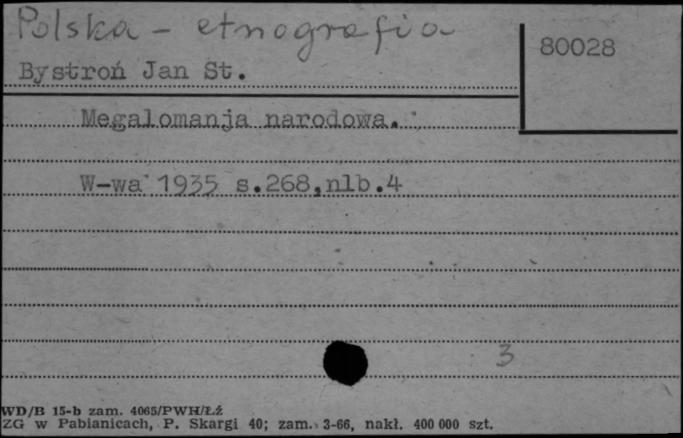 Polska - etnografia
80028
Bystroń Jan St.
Megalomanja narodowa.
W-wa 1935 s.268,nlb.4
3
WD/B 15-b zam. 4065/PWH/Łź
ZG w Pabianicach, P. Skargi 40; zam. 3-66, nakł. 400 000 szt.